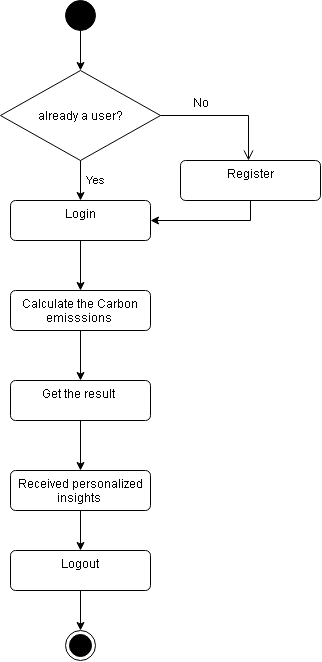 already a user?
No
Yes
Register
Login
Calculate the Carbon
emisssions
Get the result
Received personalized
insights
Logout